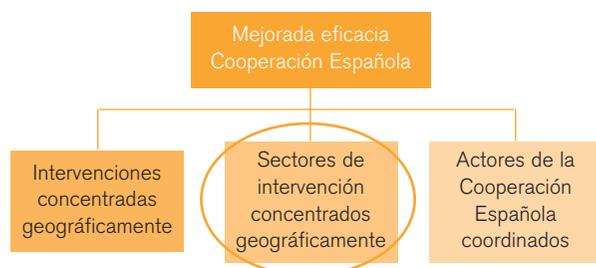 Mejorada eficacia
Cooperación Española
Intervenciones
concentradas
geográficamente
Sectores de
intervención
concentrados
geográficamente
Actores de la
Cooperación
Española
coordinados